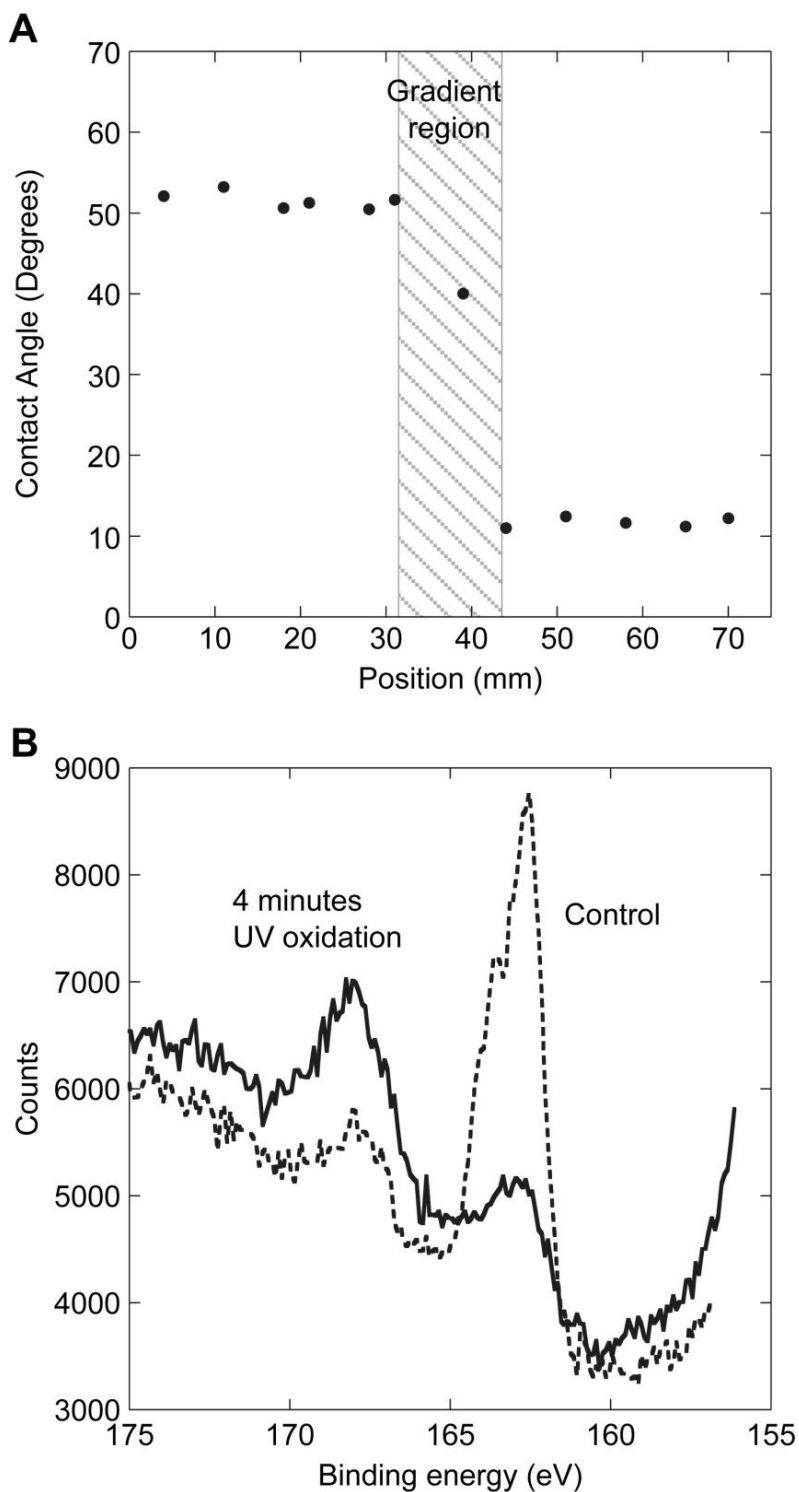 A
70
Gradient
region
60
50
40
30
20
10
0
Contact Angle (Degrees)
0 10 20 30 40 50 60 70
Position (mm)
B
9000
8000
7000
6000
5000
4000
3000
Counts
4 minutes
UV oxidation
Control
175 170 165 160 155
Binding energy (eV)